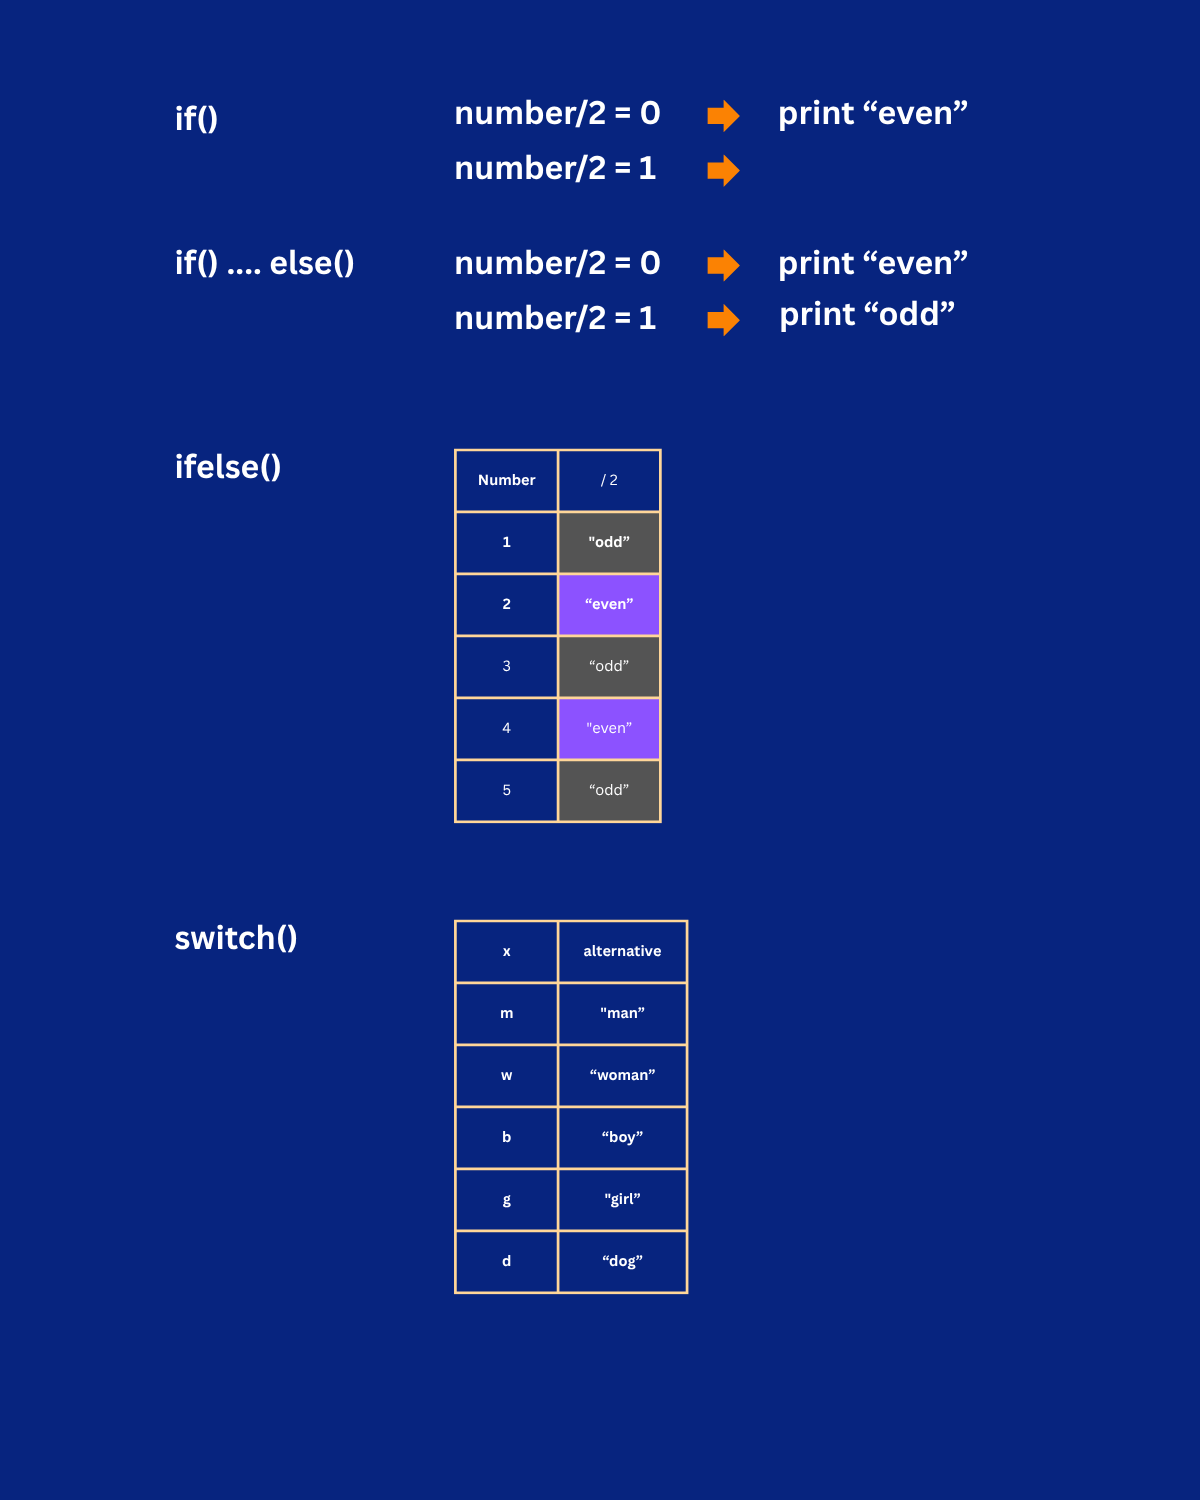 if()
number/2 = 0 print “even”
number/2 = 1
if() .... else()
number/2 = 0 print “even”
number/2 = 1 print “odd”
ifelse()
Number / 2
1 "odd”
2 “even”
3 “odd”
4 "even”
5 “odd”
switch()
x alternative
m "man”
w “woman”
b “boy”
g "girl”
d “dog”